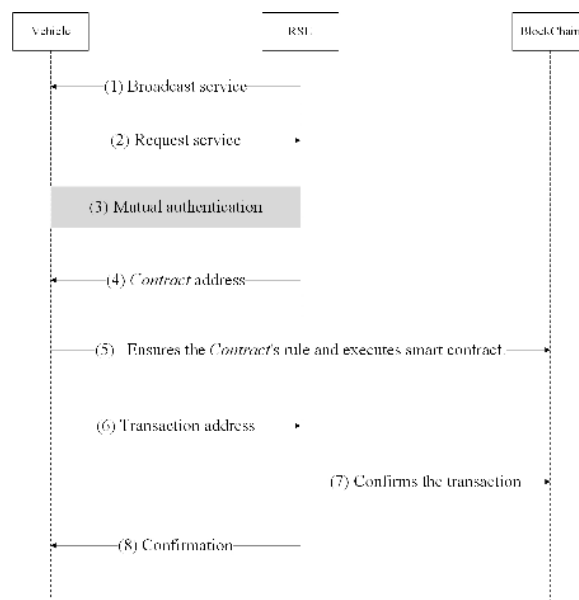 Vehicle
RSU
BlockChain
(1) Broadcast service
(2) Request service
(3) Mutual authentication
(4) Contract address
(5) Ensures the Contract's rule and executes smart contract.
(6) Transaction address
(7) Confirms the transaction
(8) Confirmation